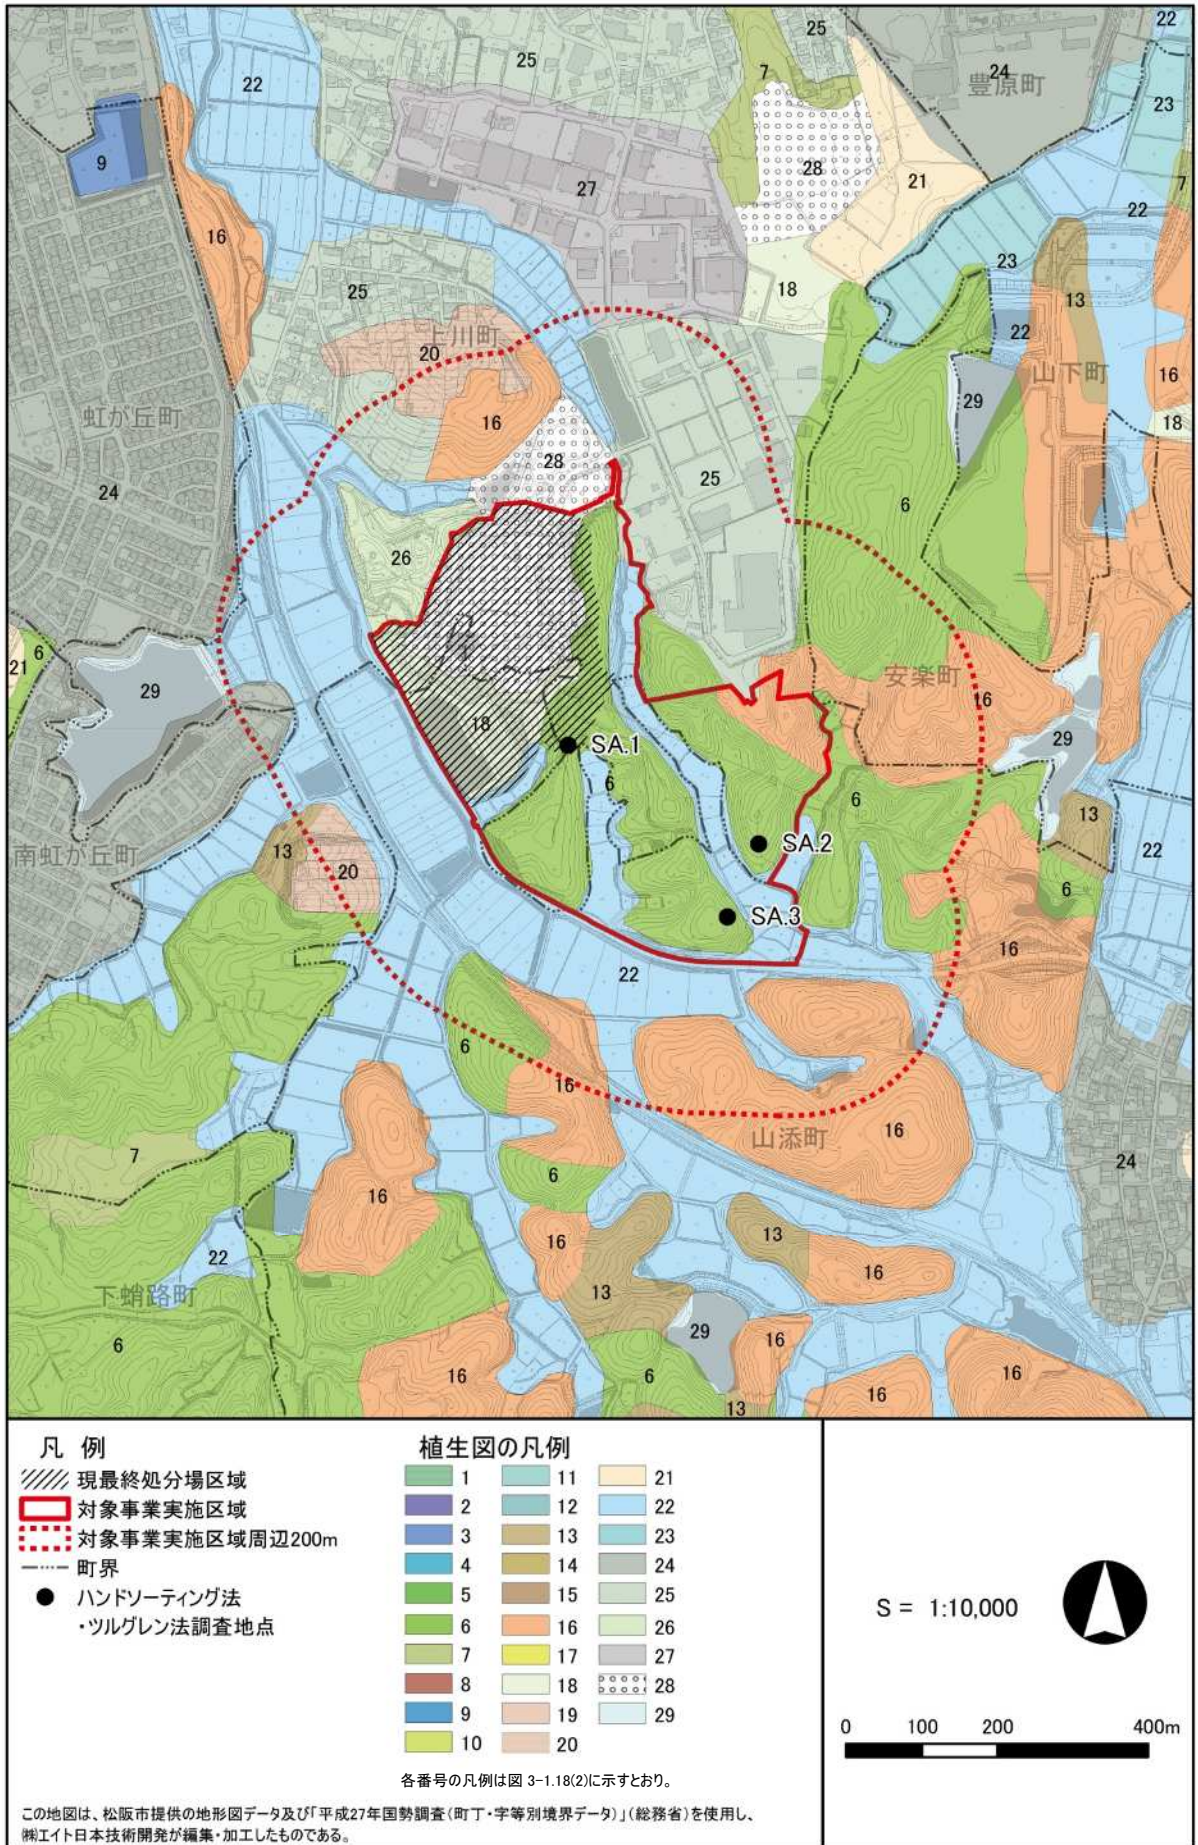 22
25
25
24
22
7
豊原町
23
9
27
28
21
7
22
16
23
25
18
13
上川町
20
22
山下町
16
29
虹が丘町
16
18
28
25
24
6
26
6
21
安楽町
16
29
18
29
SA.1
6
6
13
SA.2
南虹が丘町
13
22
20
6
SA.3
16
22
6
16
山添町
16
7
24
6
16
13
16
22
16
13
下蛸路町
29
6
16
16
6
16
16
13
凡 例
現最終処分場区域
対象事業実施区域
対象事業実施区域周辺200m
町界
ハンドソーティング法
・ツルグレン法調査地点
植生図の凡例
1 11 21
2 12 22
3 13 23
4 14 24
5 15 25
6 16 26
7 17 27
8 18 28
9 19 29
10 20
各番号の凡例は図 3-1.18(2)に示すとおり。
S = 1:10,000
0 100 200 400m
この地図は、松阪市提供の地形図データ及び「平成27年国勢調査(町丁・字等別境界データ)」(総務省)を使用し、
㈱エイト日本技術開発が編集・加工したものである。